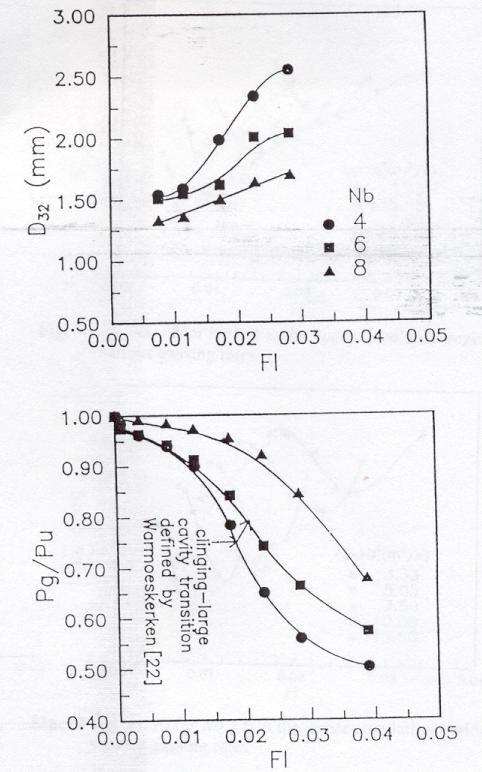 3.00
2.50
2.00
1.50
1.00
0.50
D32 (mm)
Nb
4
6
8
0.00 0.01 0.02 0.03 0.04 0.05
Fl
1.00
0.90
0.80
0.70
0.60
0.50
0.40
Pg/Pu
clinging-large
cavity transition
defined by
Warmoeskerken [22]
0.00 0.01 0.02 0.03 0.04 0.05
Fl